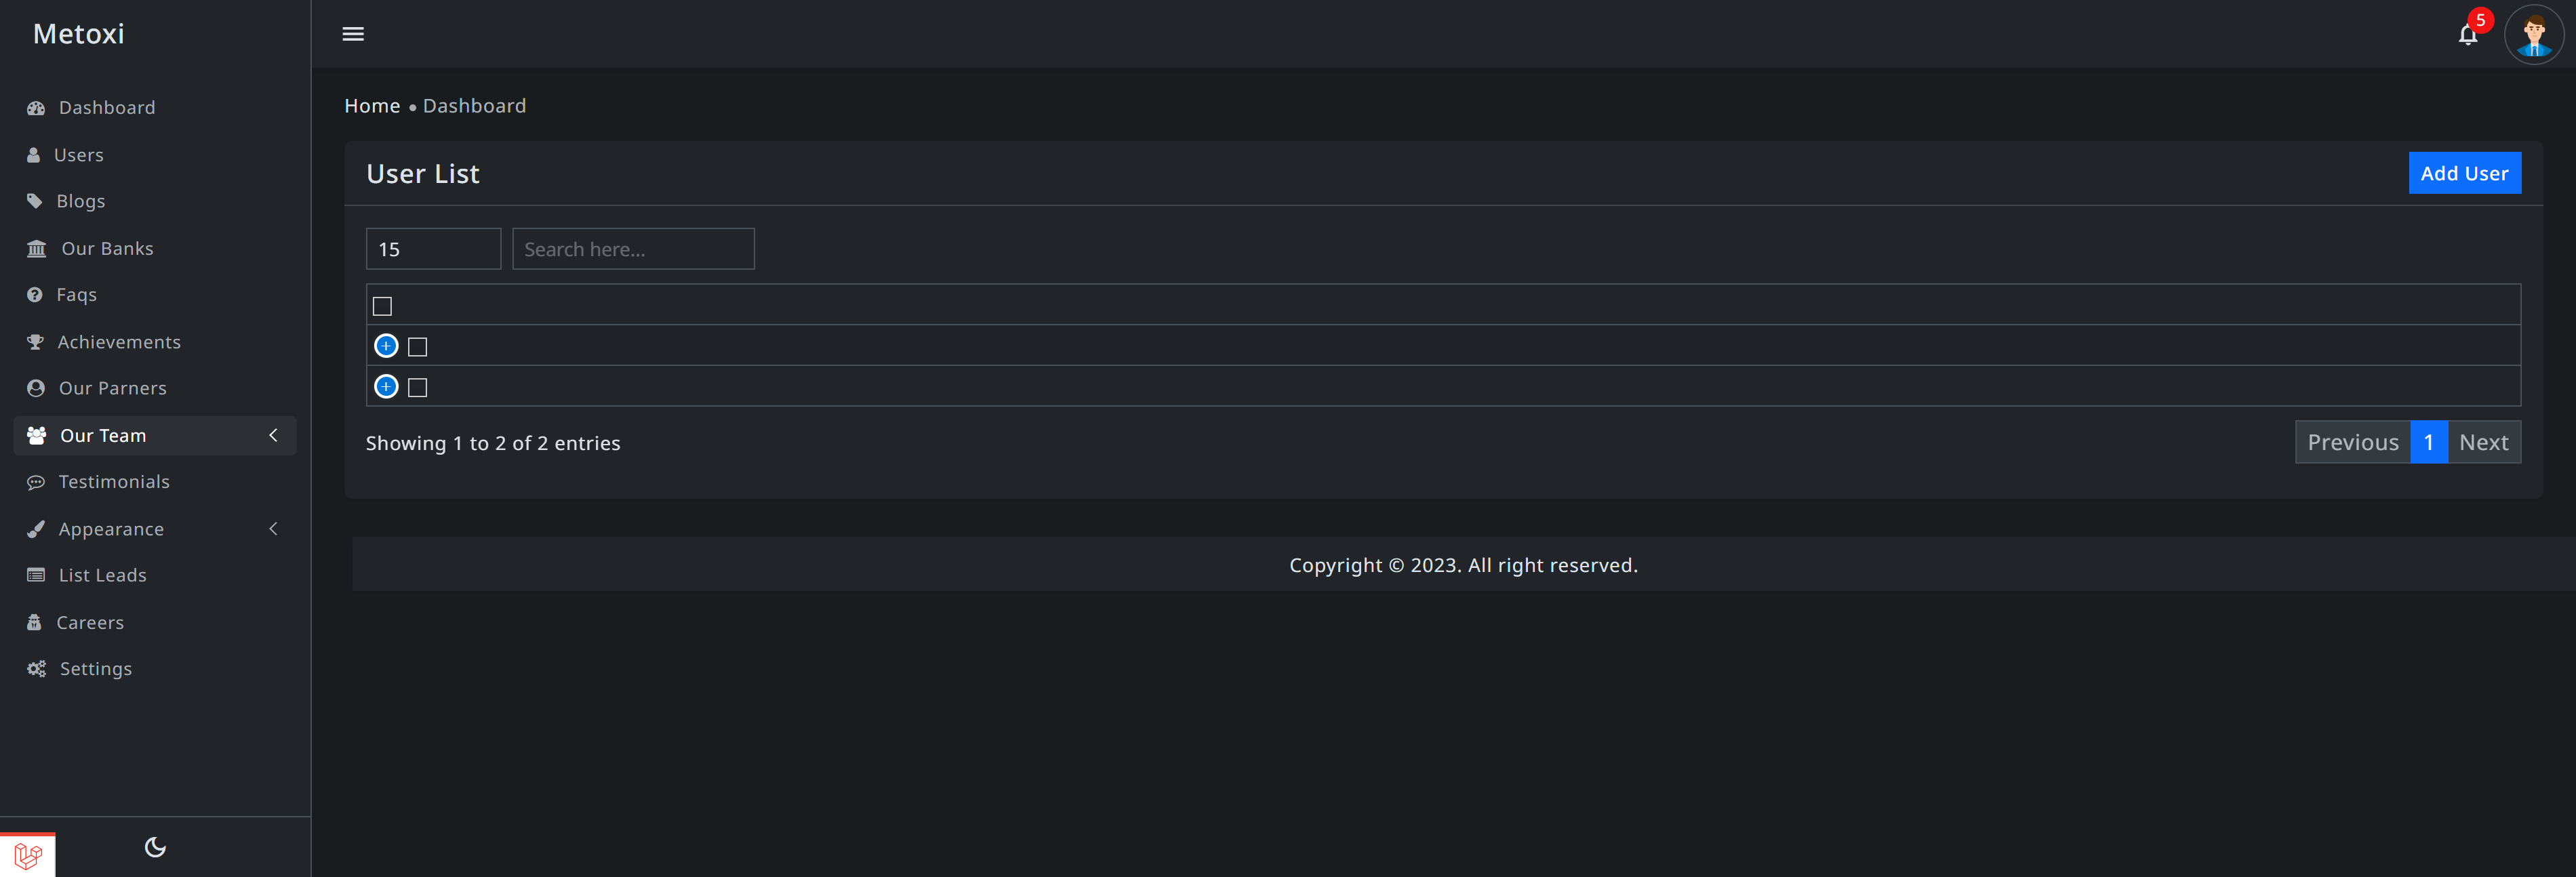 Metoxi
5
Dashboard
Users
Blogs
Our Banks
Faqs
Achievements
Our Parners
Our Team
Testimonials
Appearance
List Leads
Careers
Settings
Home • Dashboard
User List
Add User
15
Search here...
Showing 1 to 2 of 2 entries
Previous 1 Next
Copyright © 2023. All right reserved.